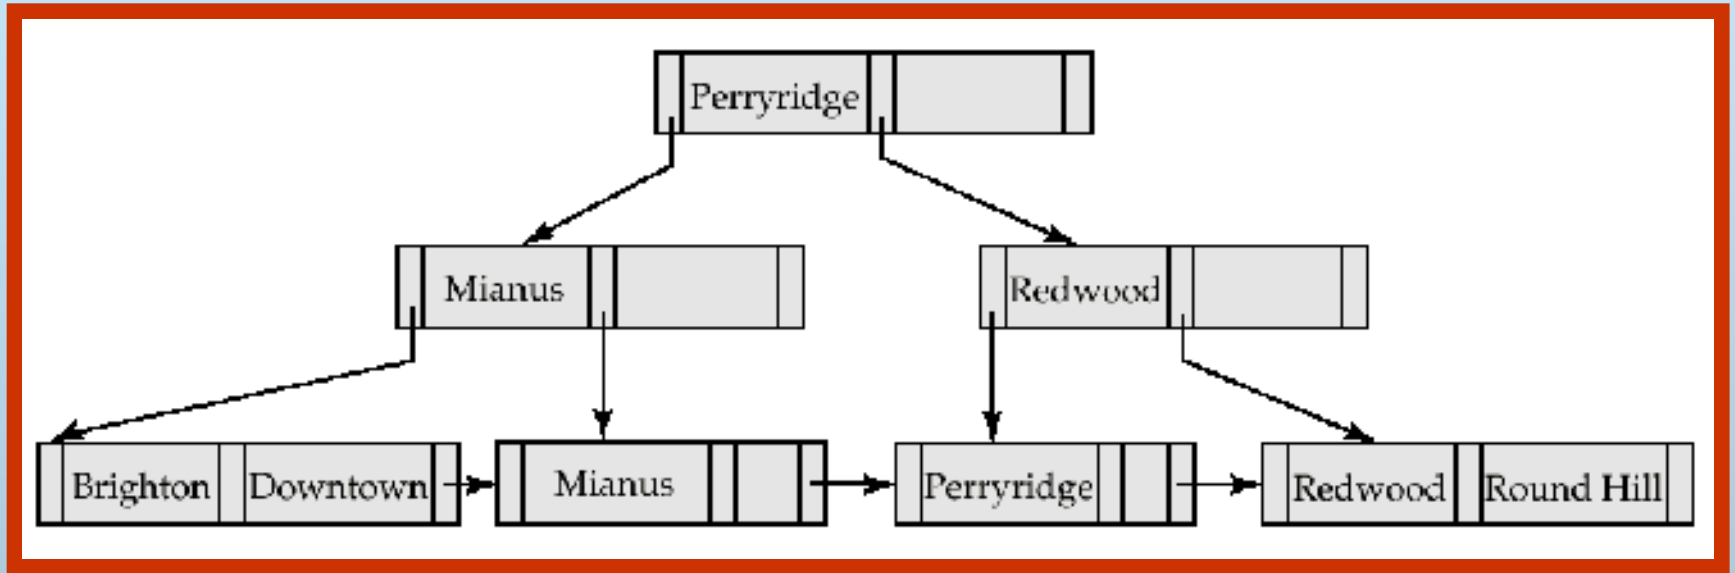 Perryridge
Mianus
Redwood
Brighton Downtown
Mianus
Perryridge
Redwood Round Hill